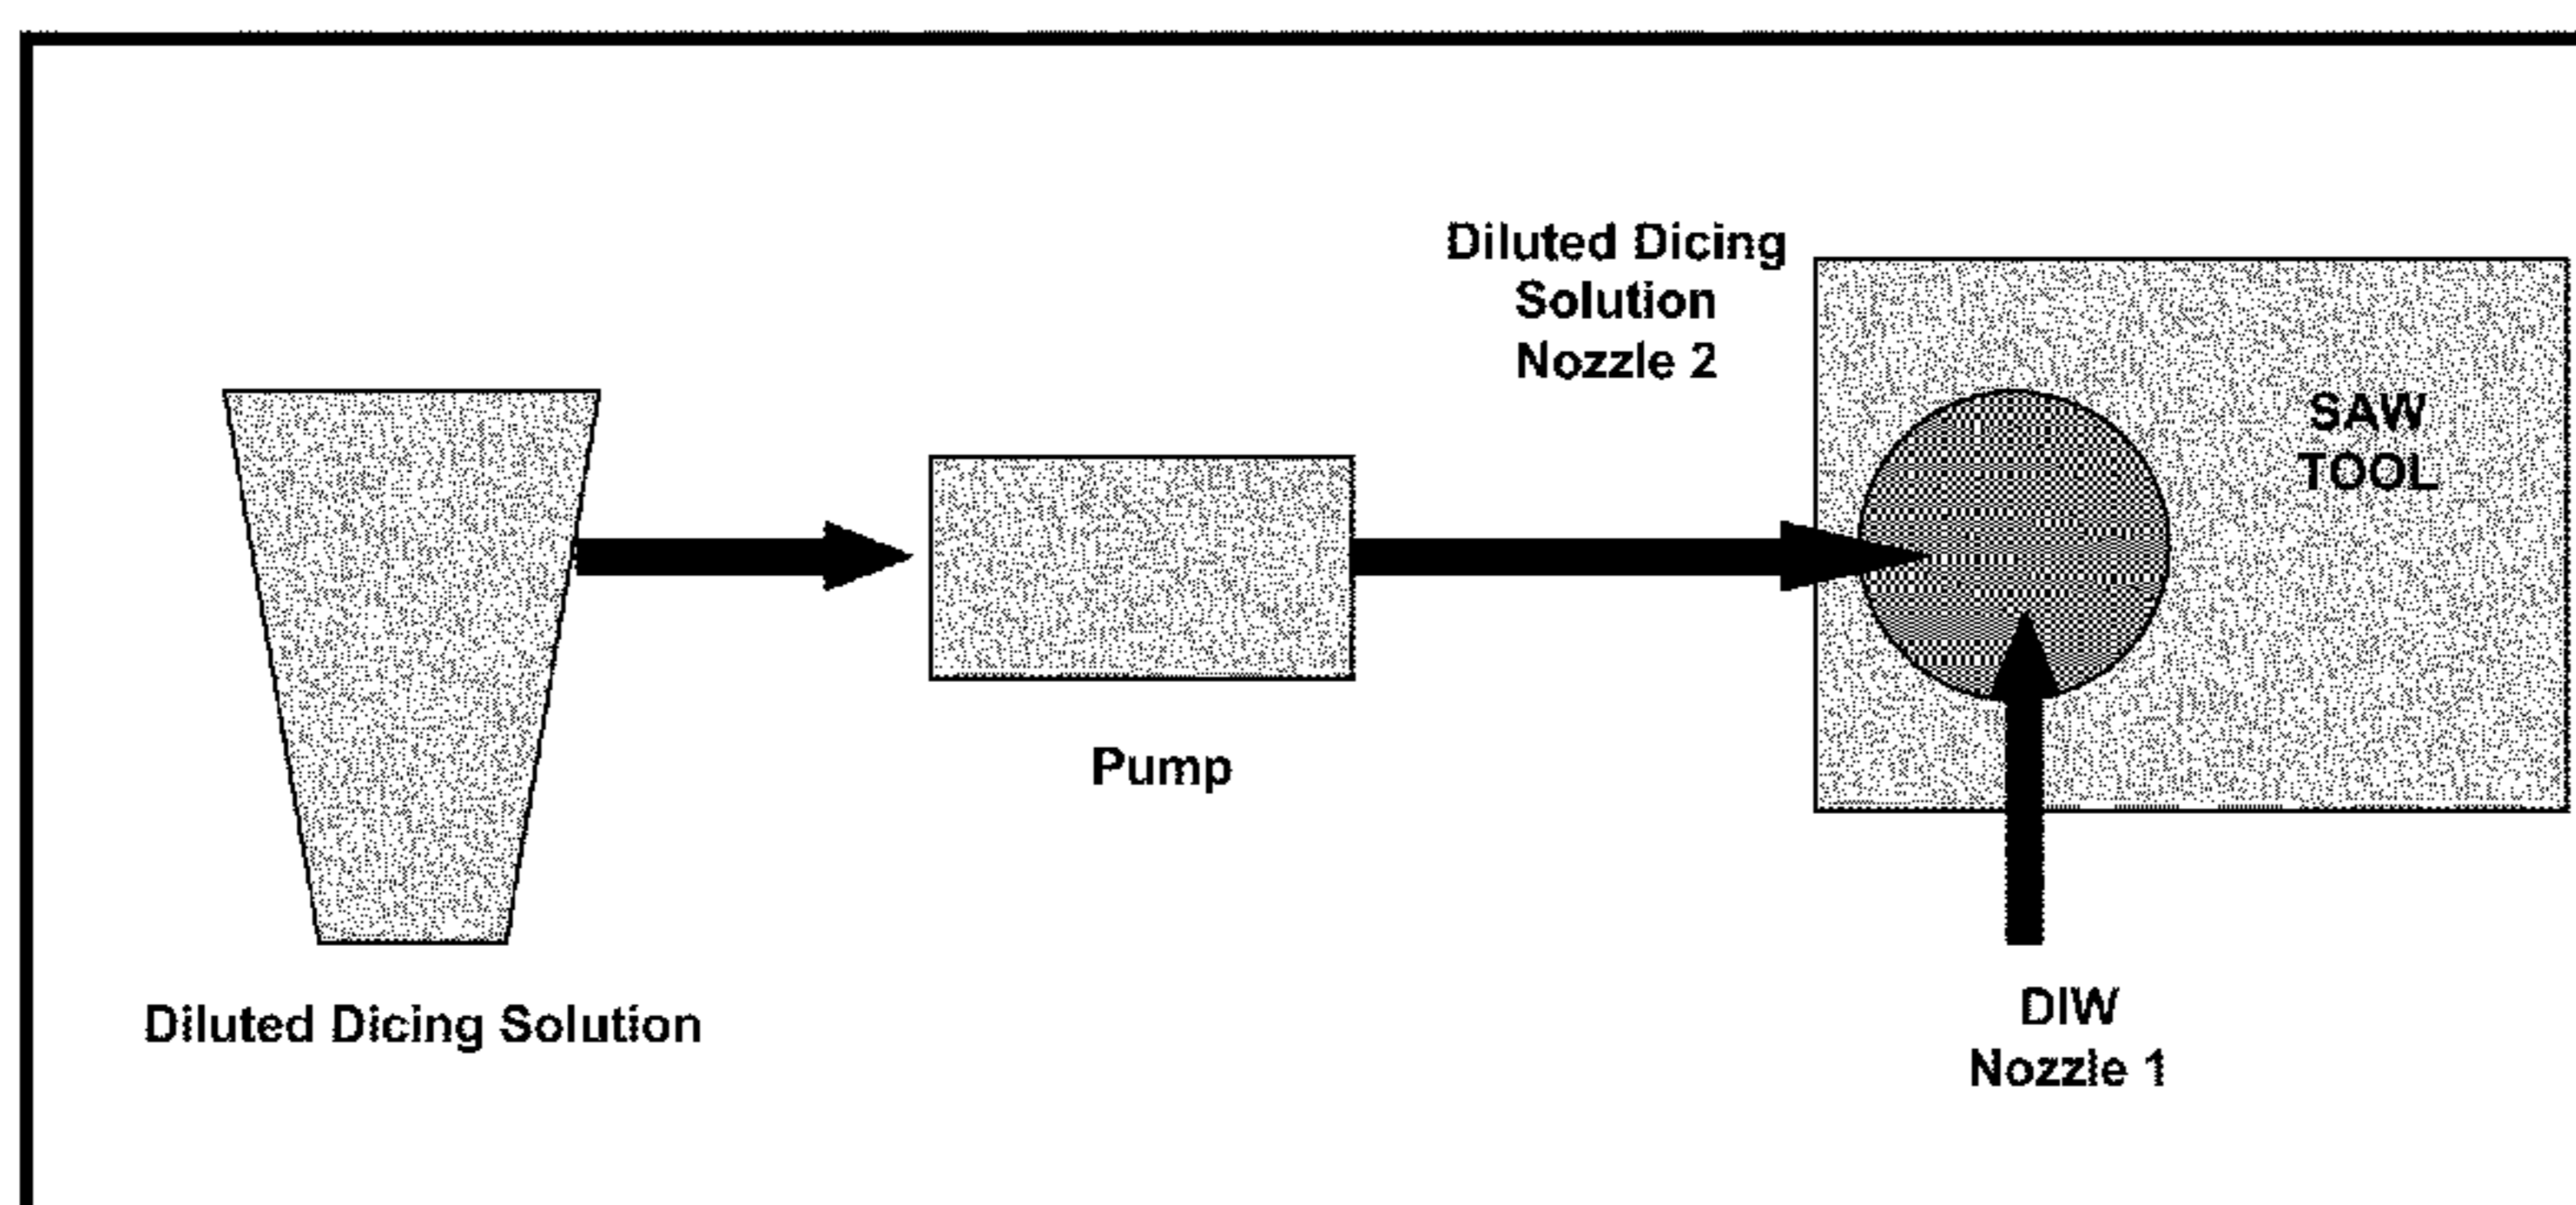 Diluted Dicing
Solution
Nozzle 2
SAW
TOOL
Pump
Diluted Dicing Solution
DIW
Nozzle 1